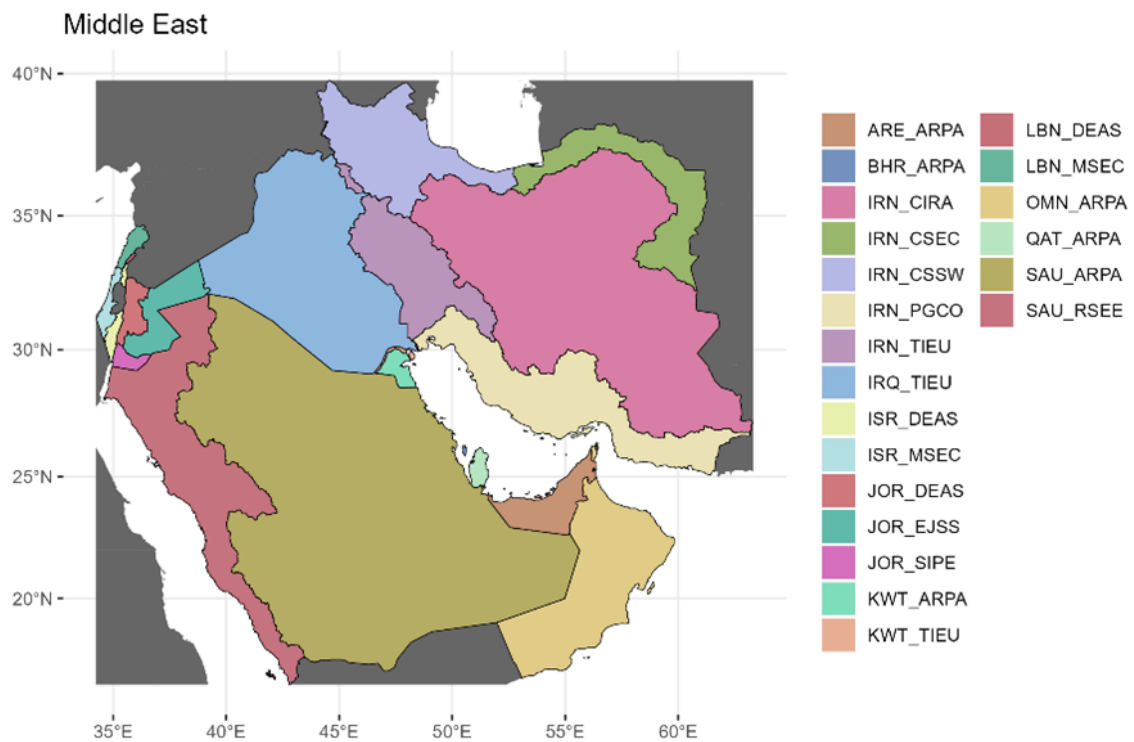 Middle East
40°N
35°N
30°N
25°N
20°N
35°E
40°E
45°E
50°E
55°E
60°E
ARE_ARPA
BHR_ARPA
IRN_CIRA
IRN_CSEC
IRN_CSSW
IRN_PGCO
IRN_TIEU
IRQ_TIEU
ISR_DEAS
ISR_MSEC
JOR_DEAS
JOR_EJSS
JOR_SIPE
KWT_ARPA
KWT_TIEU
LBN_DEAS
LBN_MSEC
OMN_ARPA
QAT_ARPA
SAU_ARPA
SAU_RSEE